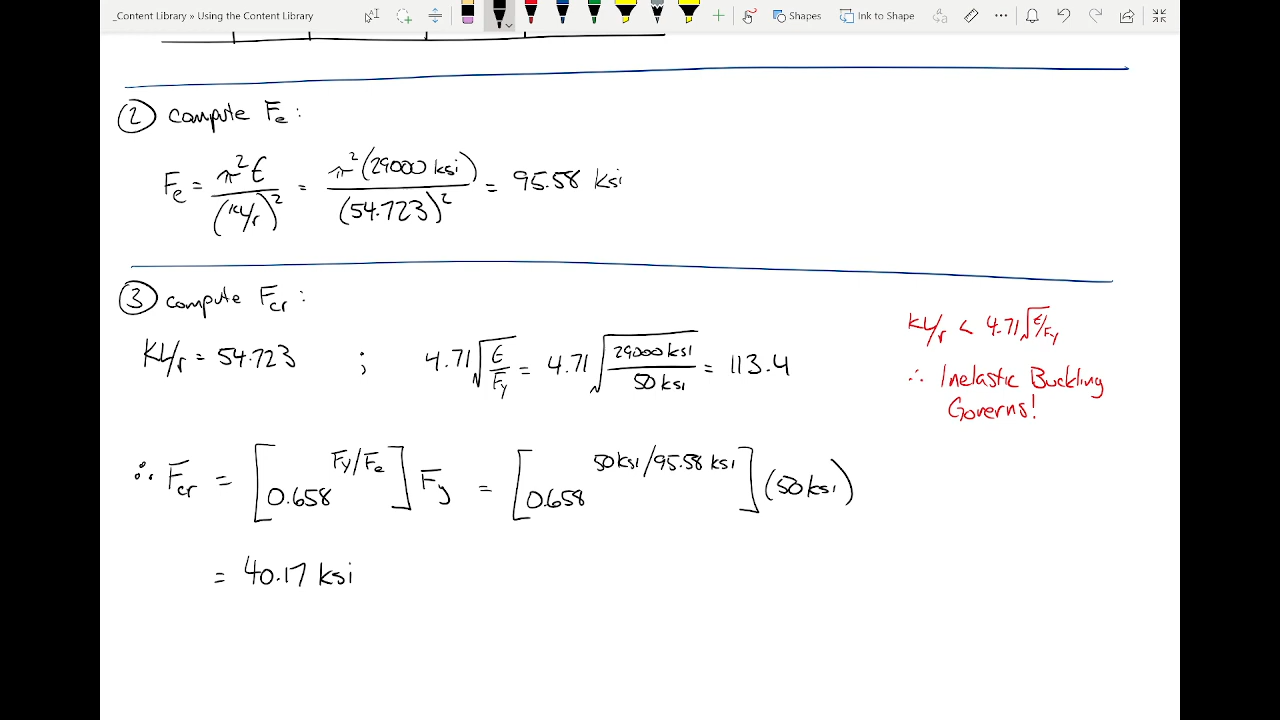 _Content Library » Using the Content Library
Shapes
Ink to Shape
② compute Fe:
Fe = π²E/(KL/r)² = π²(29000 ksi)/(54.723)² = 95.58 ksi
③ compute Fcr:
KL/r = 54.723 ; 4.71√(E/Fy) = 4.71√(29000 ksi/50 ksi) = 113.4
KL/r < 4.71√E/Fy
∴ Inelastic Buckling
Governs!
∴ Fcr = [0.658^(Fy/Fe)] Fy = [0.658^(50 ksi/95.58 ksi)] (50 ksi)
= 40.17 ksi